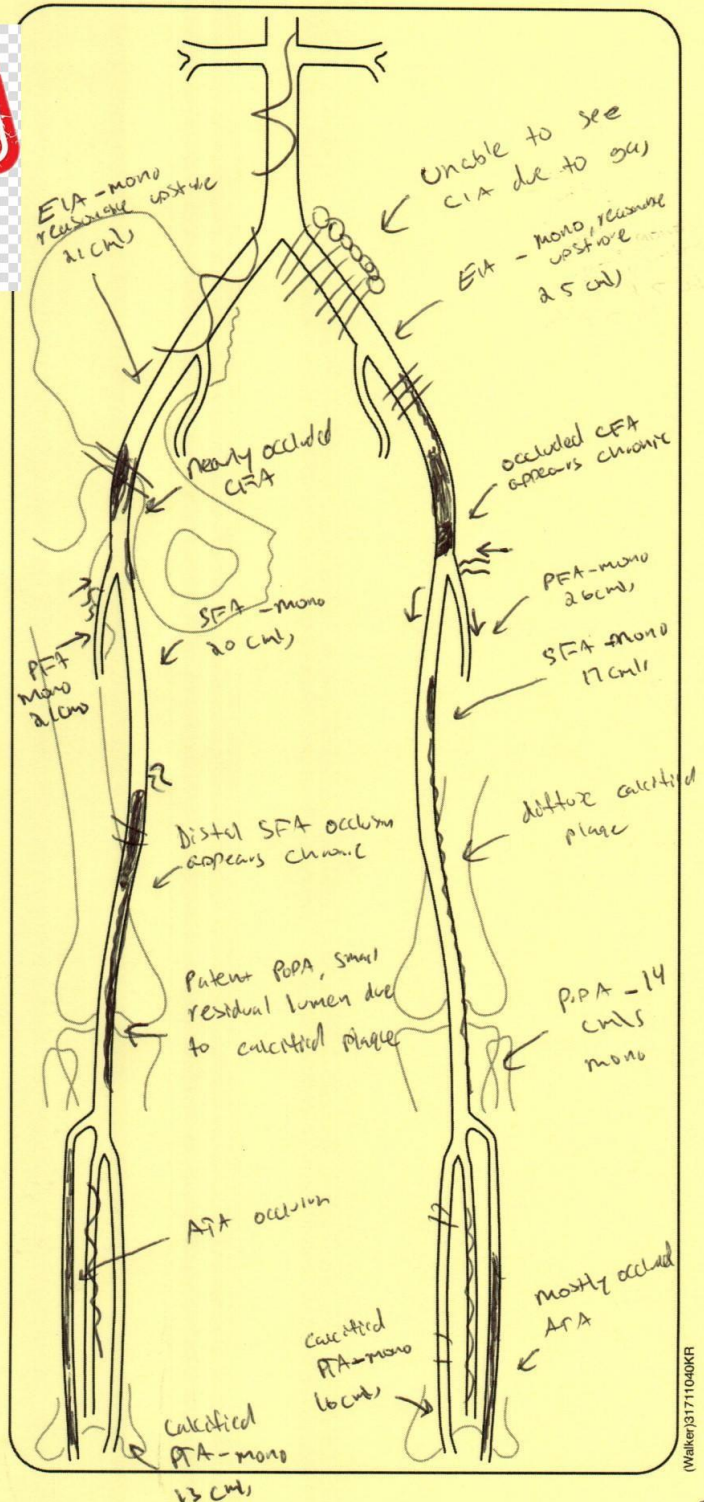 Unable to see
CIA due to gas
EIA - mono
reasonable upstroke
21 cm/s
EIA - mono, reasonable
upstroke
25 cm/s
nearly occluded
CFA
occluded CFA
appears chronic
PFA-mono
26 cm/s
SFA - mono
20 cm/s
SFA - mono
17 cm/s
PFA
mono
21 cm/s
diffuse calcified
plaqe
Distal SFA occlusion
appears chronic
Patent PopA, small
residual lumen due
to calcified plaque
PopA - 14
cm/s
mono
ATA occlusion
mostly occluded
ATA
calcified
PTA-mono
16 cm/s
calcified
PTA - mono
13 cm/s
(Walker)31711040KR